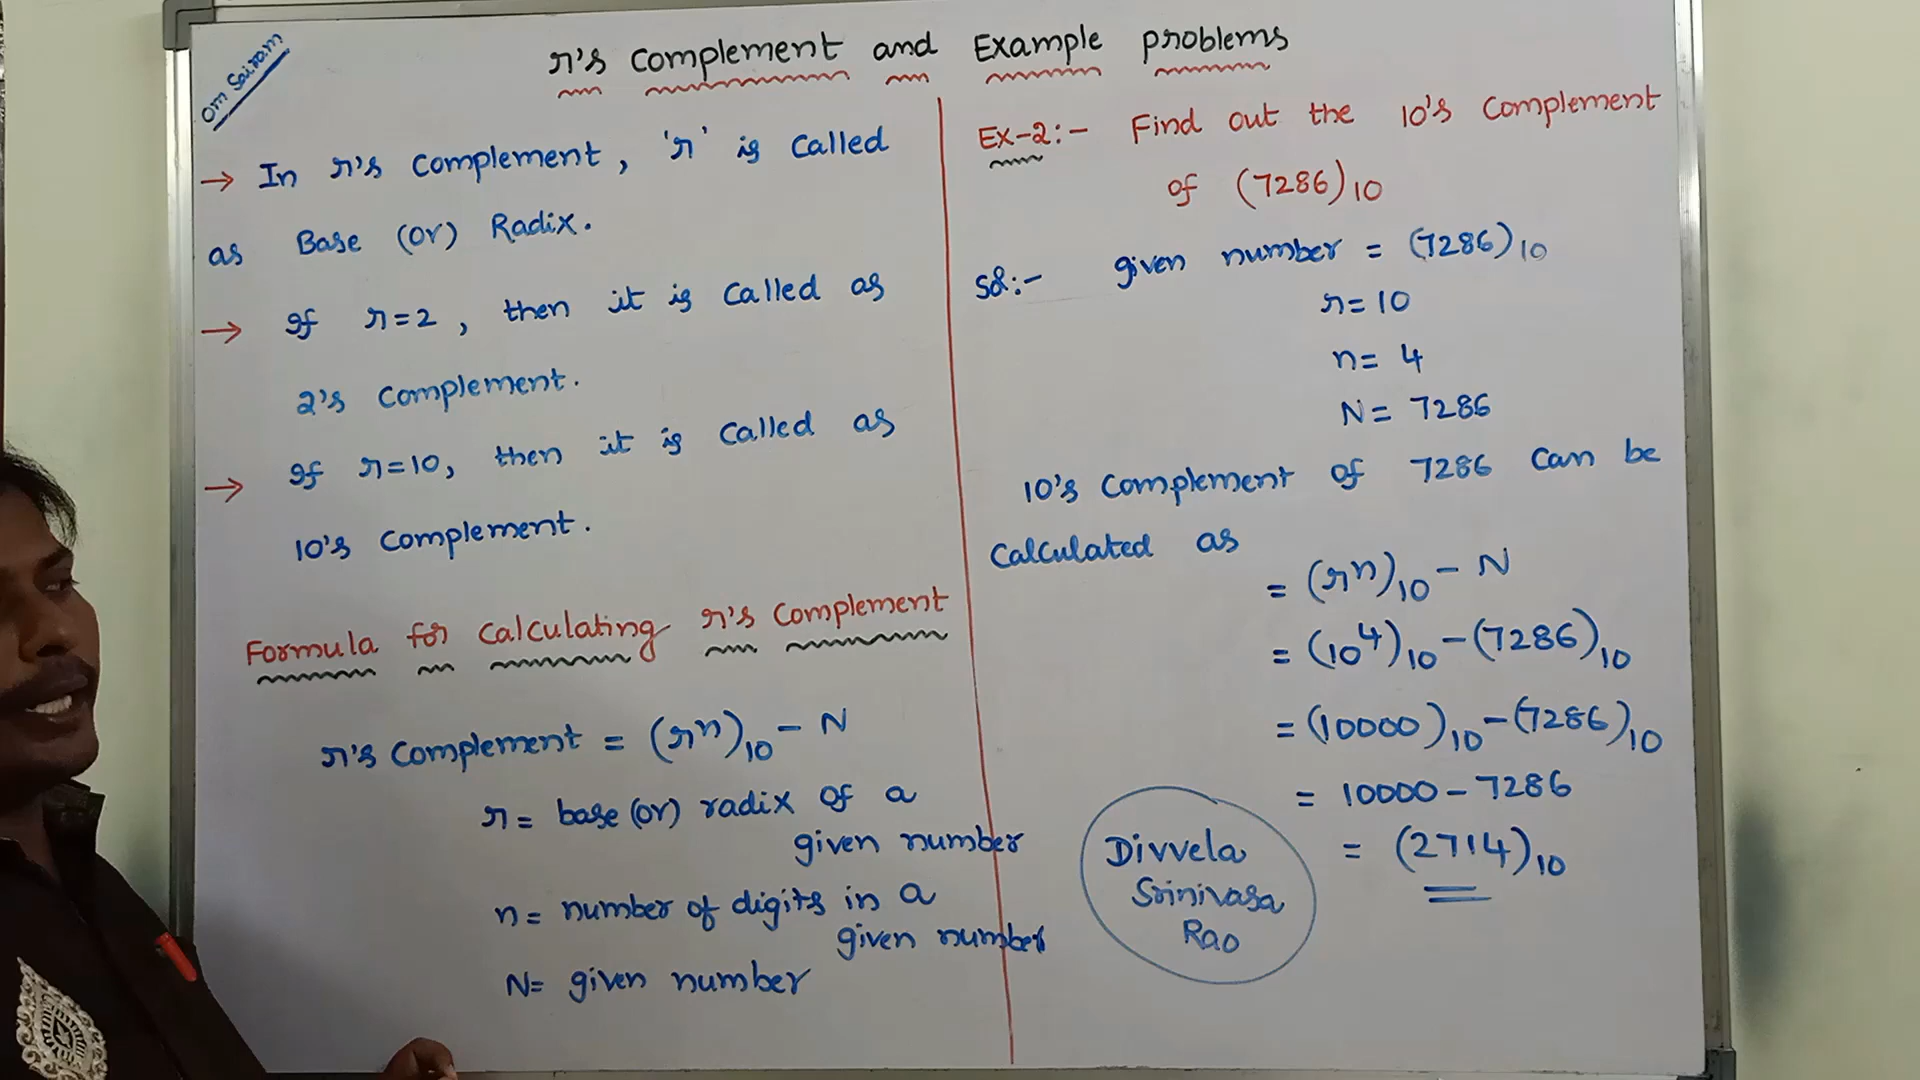 Om Sairam
r's complement and Example problems
→ In r's complement, 'r' is called
as Base (or) Radix.
→ If r=2, then it is called as
2's complement.
→ If r=10, then it is called as
10's complement.
Formula for calculating r's complement
r's complement = (rⁿ)₁₀ - N
r = base (or) radix of a
given number
n = number of digits in a
given number
N = given number
Ex-2:- Find out the 10's complement
of (7286)₁₀
Sol:- given number = (7286)₁₀
r = 10
n = 4
N = 7286
10's complement of 7286 can be
calculated as
= (rⁿ)₁₀ - N
= (10⁴)₁₀ - (7286)₁₀
= (10000)₁₀ - (7286)₁₀
= 10000 - 7286
= (2714)₁₀
Divvela
Srinivasa
Rao